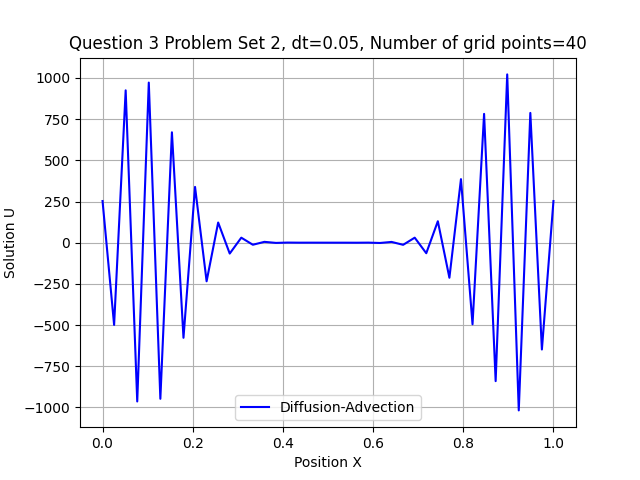 Question 3 Problem Set 2, dt=0.05, Number of grid points=40
1000
750
500
250
0
−250
−500
−750
−1000
Solution U
Diffusion-Advection
0.0 0.2 0.4 0.6 0.8 1.0
Position X